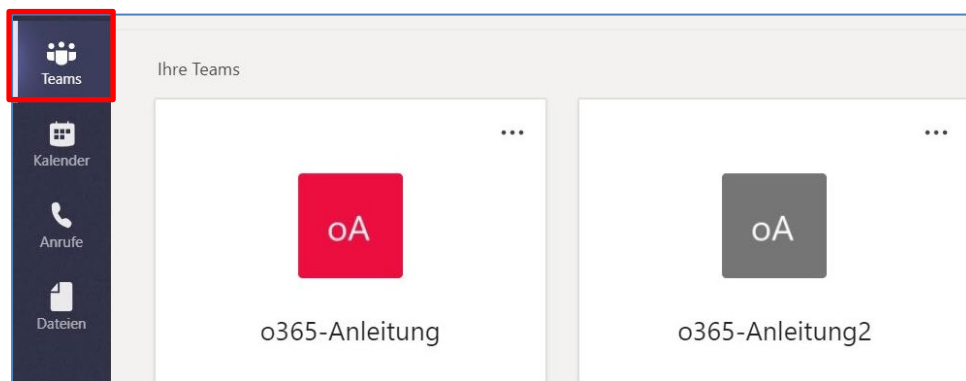 Teams
Kalender
Anrufe
Dateien
Ihre Teams
...
oA
o365-Anleitung
...
oA
o365-Anleitung2